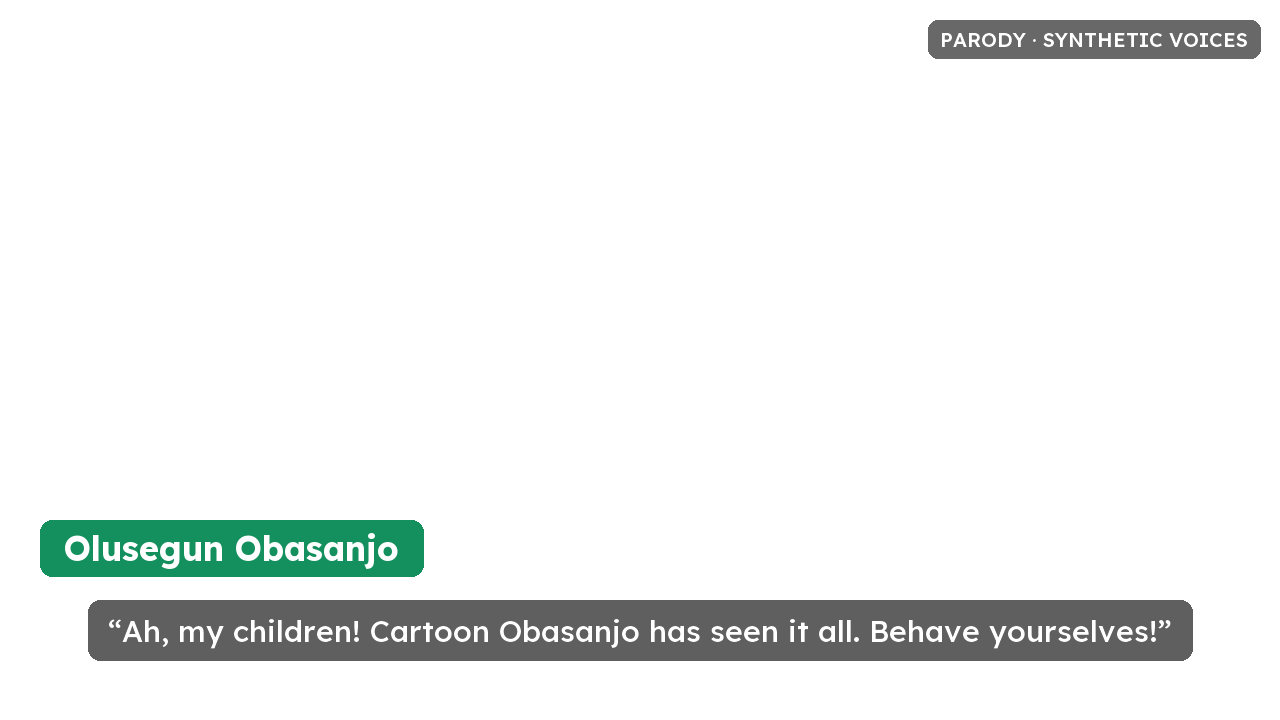 PARODY · SYNTHETIC VOICES
Olusegun Obasanjo
“Ah, my children! Cartoon Obasanjo has seen it all. Behave yourselves!”